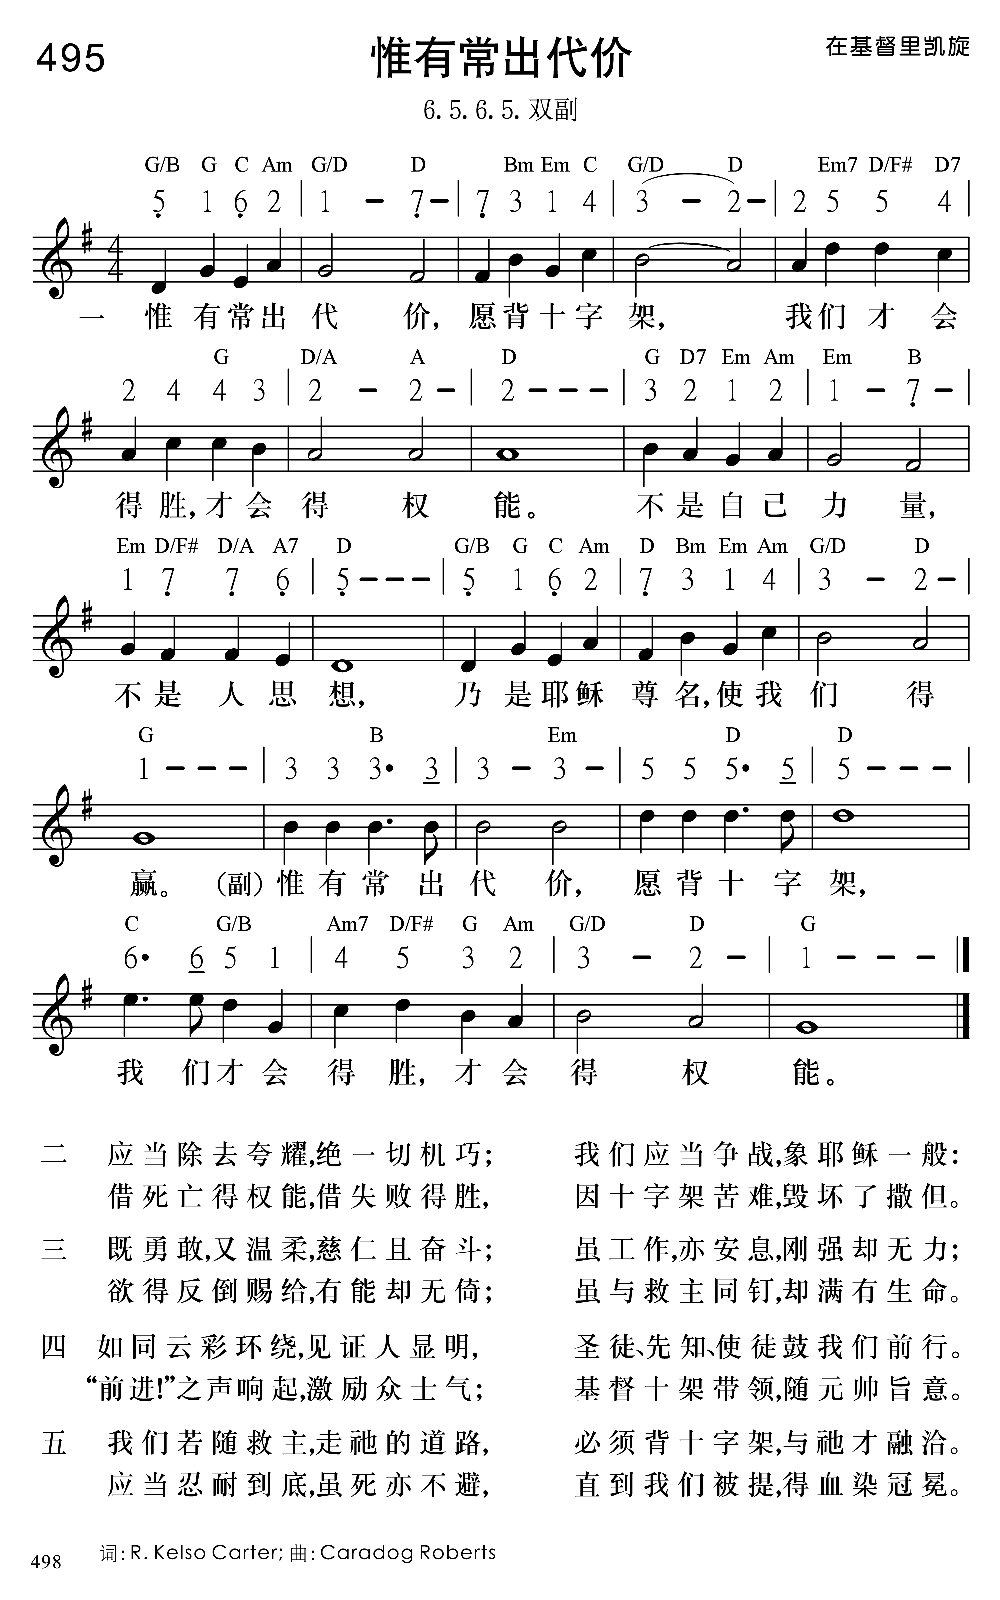 495 惟有常出代价 在基督里凯旋
6.5.6.5.双副
G/B G C Am G/D D Bm Em C G/D D Em7 D/F# D7
5 1 6 2 | 1 - 7 - | 7 3 1 4 | 3 - 2 - | 2 5 5 4 |
4 4
一 惟有常出代价，愿背十字架，我们才会
G D/A A D G D7 Em Am Em B
2 4 4 3 | 2 - 2 - | 2 - - - | 3 2 1 2 | 1 - 7 - |
得胜，才会得权能。不是自己力量，
Em D/F# D/A A7 D G/B G C Am D Bm Em Am G/D D
1 7 7 6 | 5 - - - | 5 1 6 2 | 7 3 1 4 | 3 - 2 - |
不是人思想，乃是耶稣尊名，使我们得
G B Em D D
1 - - - | 3 3 3· 3 | 3 - 3 - | 5 5 5· 5 | 5 - - - |
赢。（副）惟有常出代价，愿背十字架，
C G/B Am7 D/F# G Am G/D D G
6· 6 5 1 | 4 5 3 2 | 3 - 2 - | 1 - - - |
我们才会得胜，才会得权能。
二 应当除去夸耀,绝一切机巧； 我们应当争战,象耶稣一般：
借死亡得权能,借失败得胜， 因十字架苦难,毁坏了撒但。
三 既勇敢,又温柔,慈仁且奋斗； 虽工作,亦安息,刚强却无力；
欲得反倒赐给,有能却无倚； 虽与救主同钉,却满有生命。
四 如同云彩环绕,见证人显明， 圣徒、先知、使徒鼓我们前行。
“前进!”之声响起,激励众士气； 基督十架带领,随元帅旨意。
五 我们若随救主,走祂的道路， 必须背十字架,与祂才融洽。
应当忍耐到底,虽死亦不避， 直到我们被提,得血染冠冕。
498 词: R. Kelso Carter; 曲: Caradog Roberts